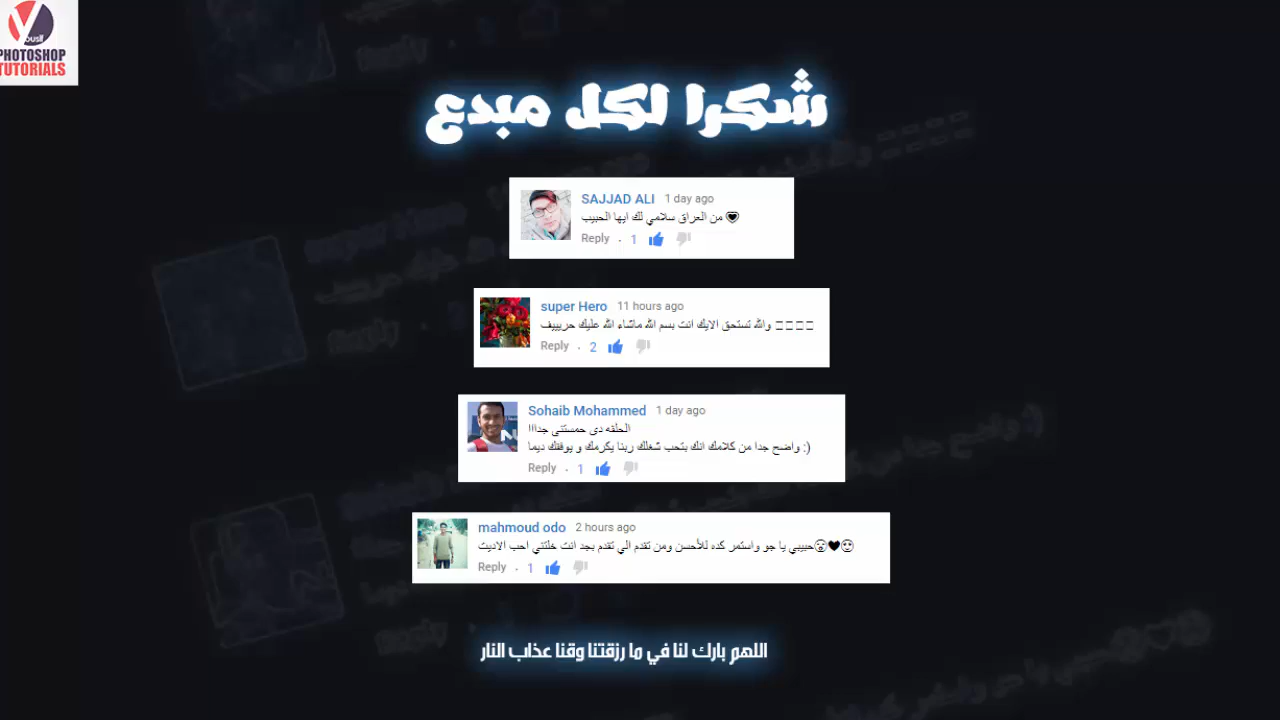 Yousif
PHOTOSHOP
TUTORIALS
شكرا لكل مبدع
SAJJAD ALI 1 day ago
من العراق سلامي لك ايها الحبيب 🖤
Reply . 1
super Hero 11 hours ago
والله تستحق الايك انت بسم الله ماشاء الله عليك حرييييف
Reply . 2
Sohaib Mohammed 1 day ago
الحلقه دى حمستنى جدااا
واضح جدا من كلامك انك بتحب شغلك ربنا يكرمك و يوفقك ديما :)
Reply . 1
mahmoud odo 2 hours ago
حبيبي يا جو واستمر كده للأحسن ومن تقدم الي تقدم بجد انت خلتني احب الاديت
Reply . 1
اللهم بارك لنا في ما رزقتنا وقنا عذاب النار